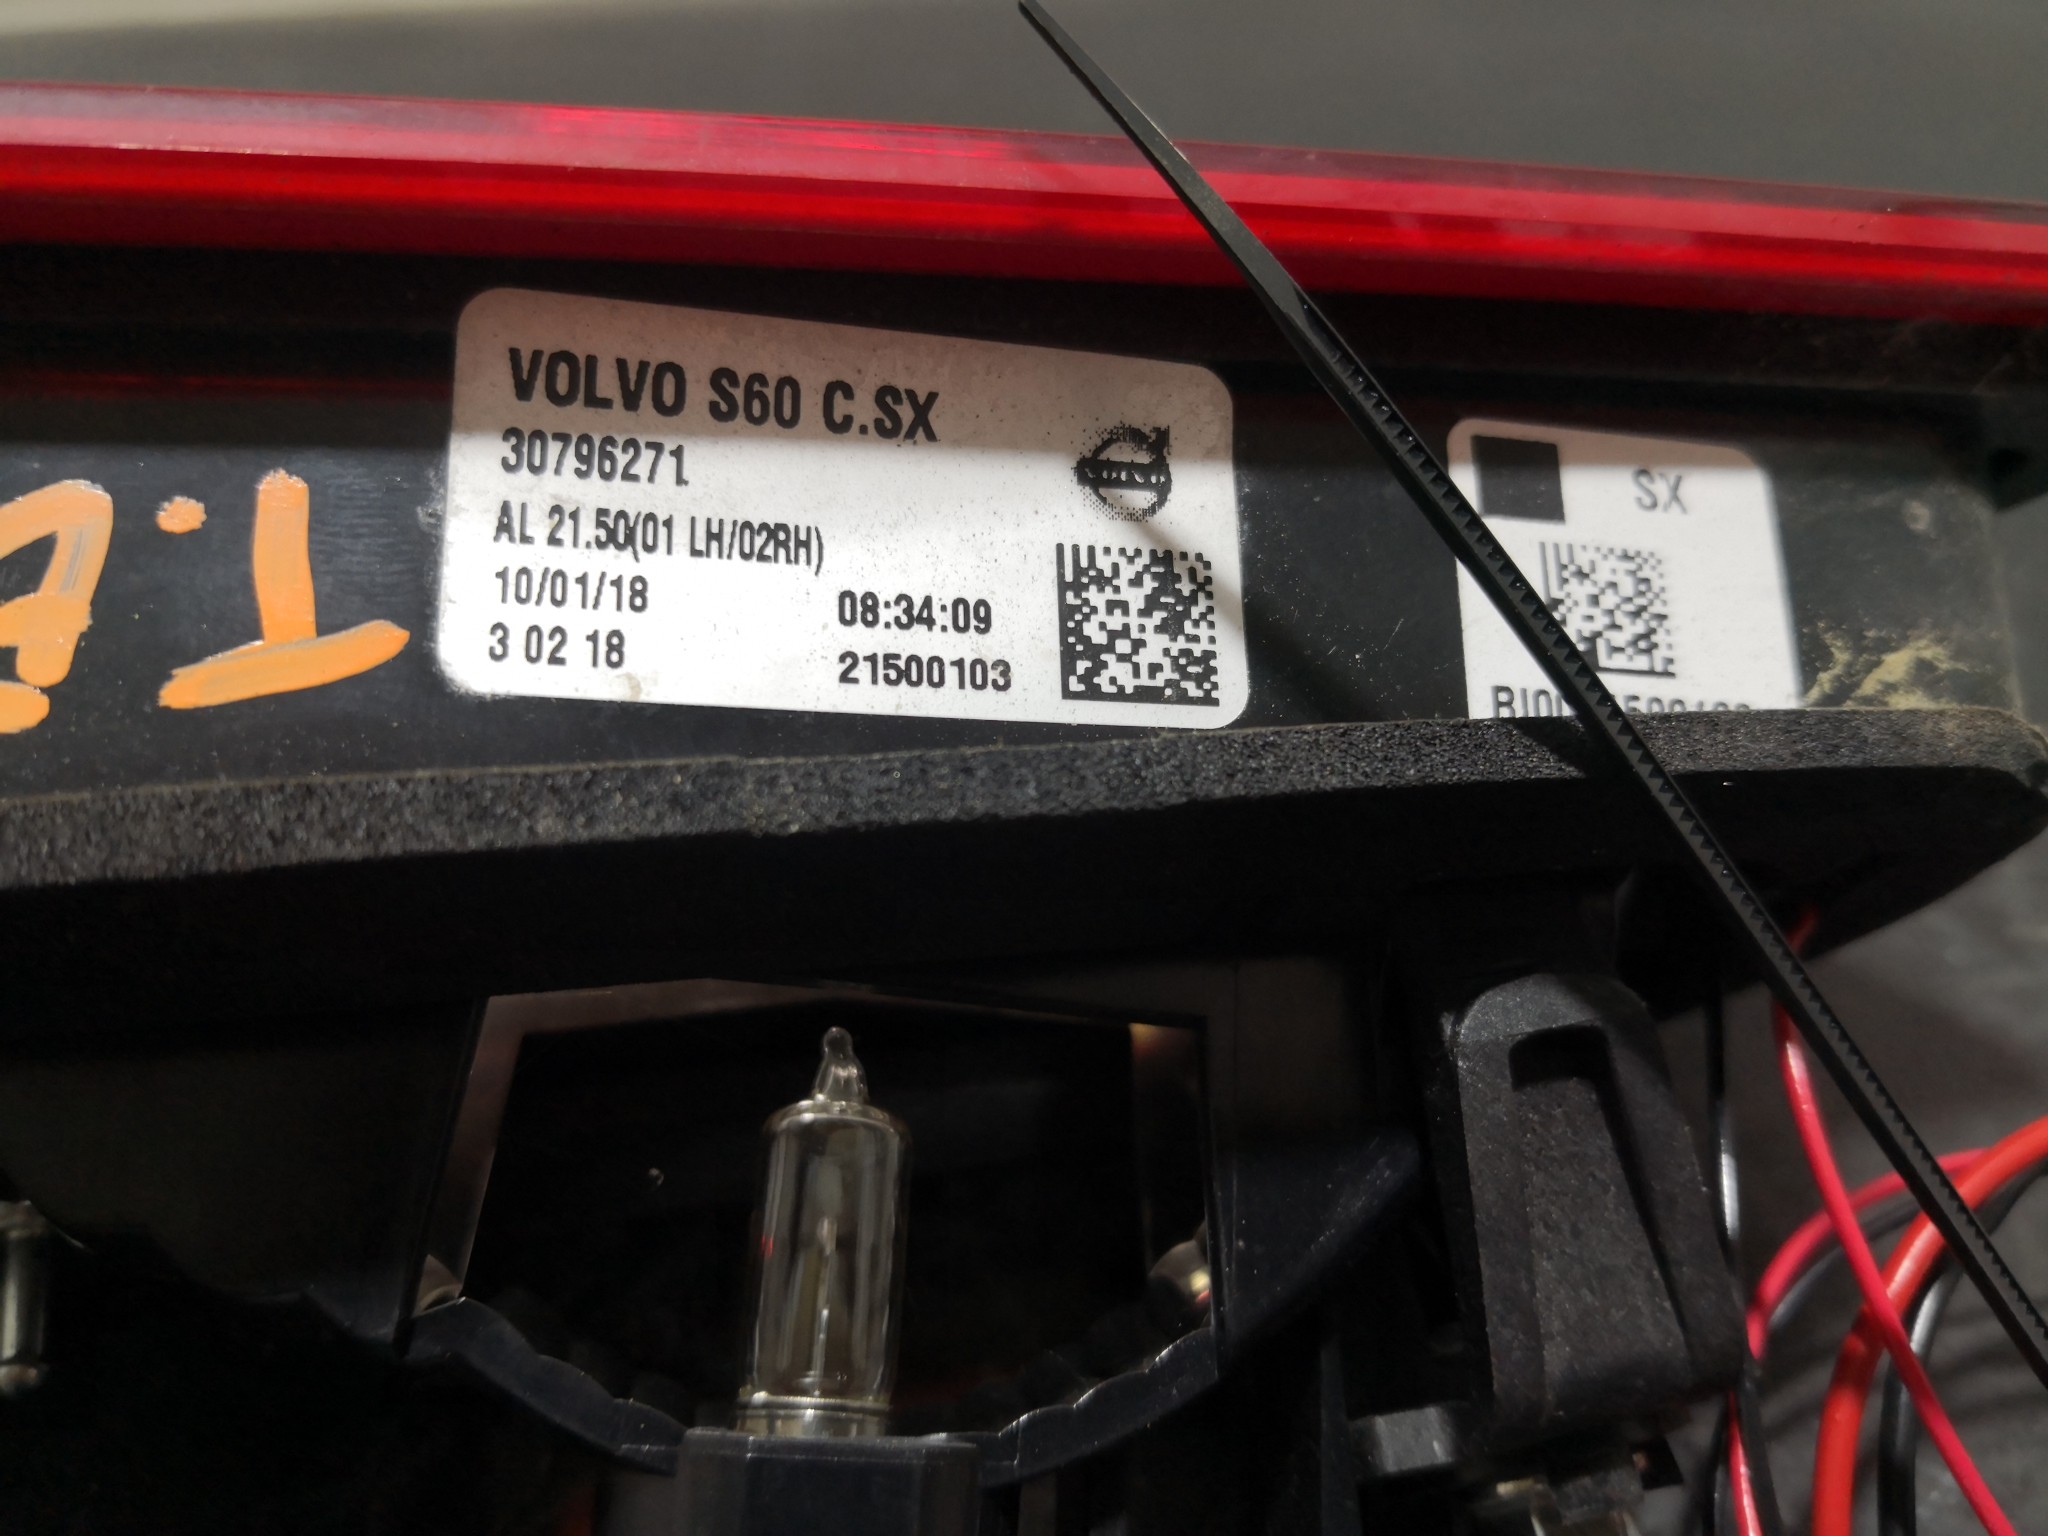 VOLVO S60 C.SX
30796271
AL 21.50(01 LH/02RH)
10/01/18 08:34:09
3 02 18 21500103
VOLVO
SX